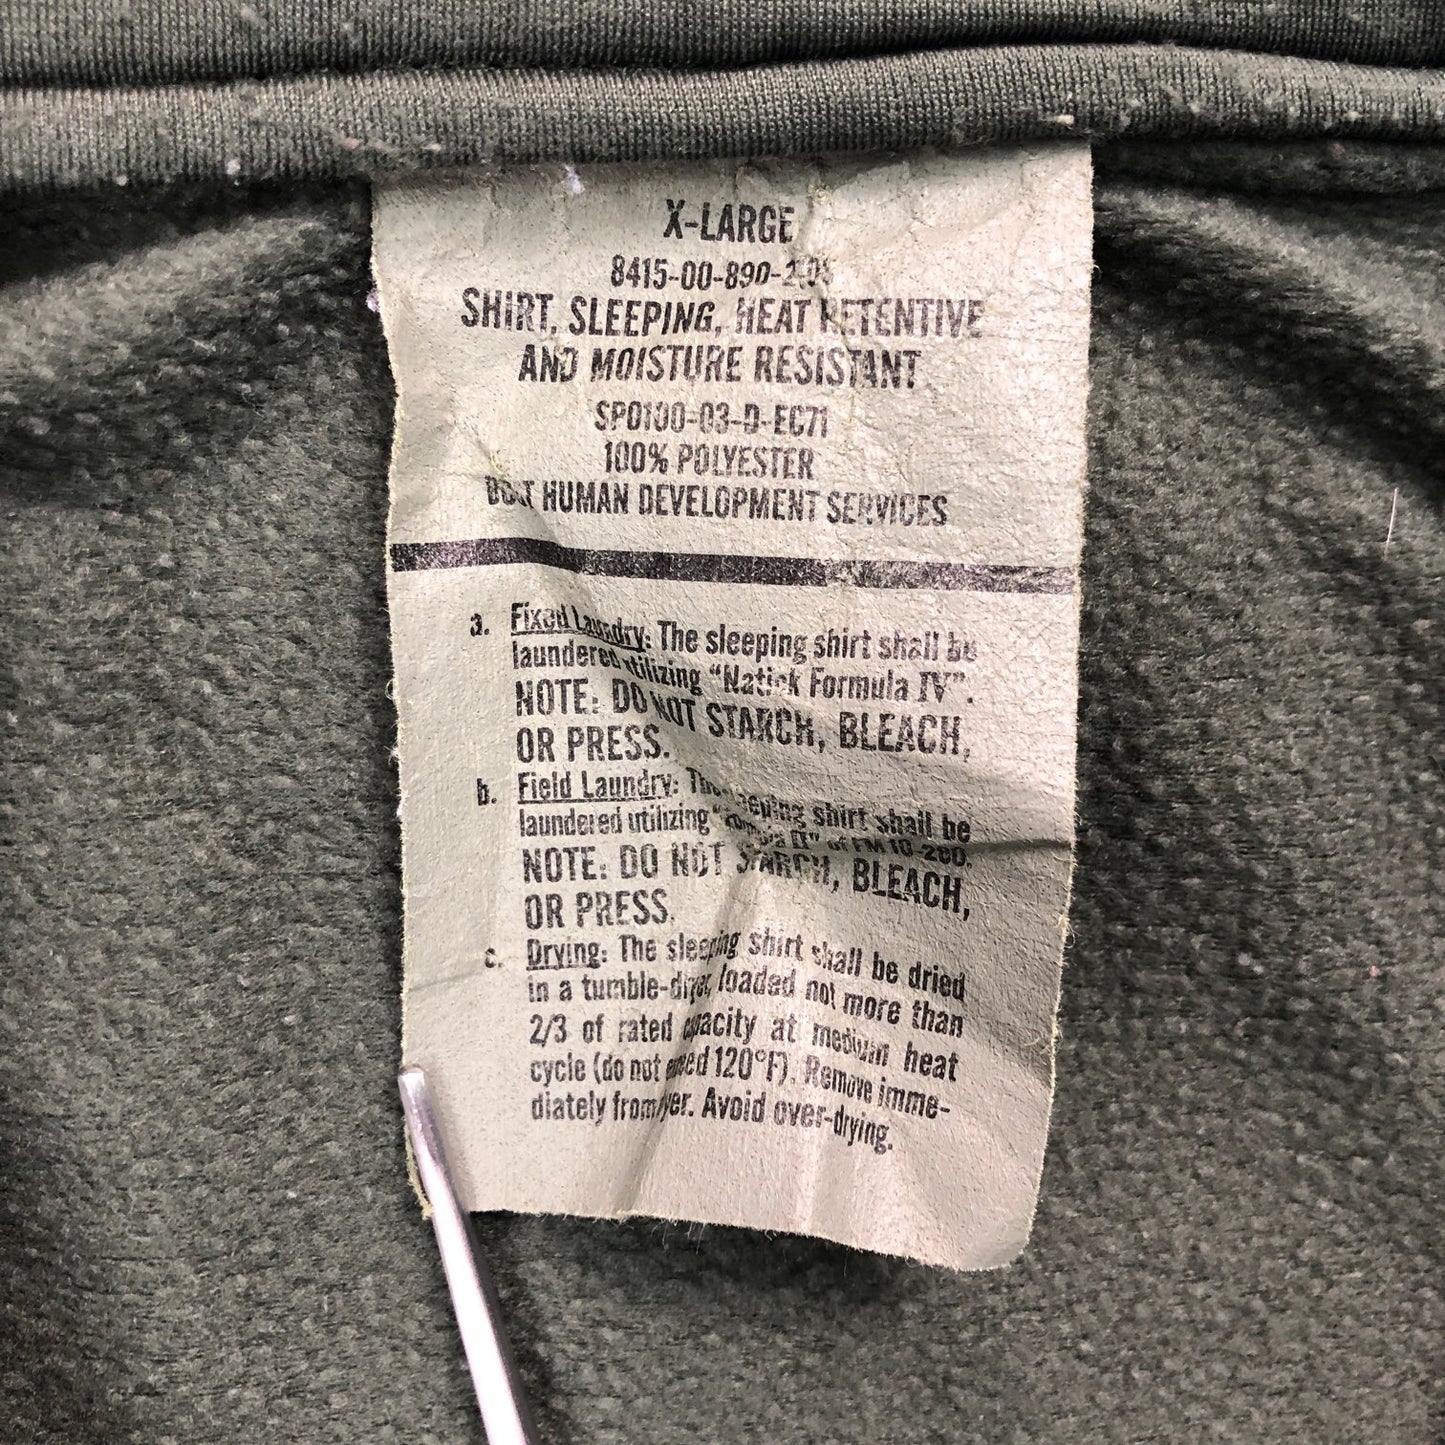 X-LARGE
SHIRT, SLEEPING, HEAT RETENTIVE
AND MOISTURE RESISTANT
SPO100-03-D-EC71
100% POLYESTER
HUMAN DEVELOPMENT SERVICES
a. Fixed Laundry: The sleeping shirt shall be
laundered utilizing “Natick Formula IV”.
NOTE: DO NOT STARCH, BLEACH,
OR PRESS.
b. Field Laundry: The sleeping shirt shall be
laundered utilizing “Formula II” of FM 10-280.
NOTE: DO NOT STARCH, BLEACH,
OR PRESS.
c. Drying: The sleeping shirt shall be dried
in a tumble-dryer, loaded not more than
2/3 of rated capacity at medium heat
cycle (do not exceed 120°F). Remove imme-
diately from dryer. Avoid over-drying.